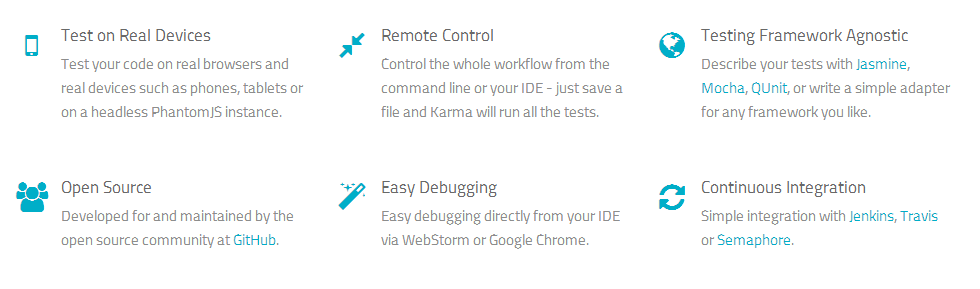 Test on Real Devices
Test your code on real browsers and
real devices such as phones, tablets or
on a headless PhantomJS instance.
Remote Control
Control the whole workflow from the
command line or your IDE - just save a
file and Karma will run all the tests.
Testing Framework Agnostic
Describe your tests with Jasmine,
Mocha, QUnit, or write a simple adapter
for any framework you like.
Open Source
Developed for and maintained by the
open source community at GitHub.
Easy Debugging
Easy debugging directly from your IDE
via WebStorm or Google Chrome.
Continuous Integration
Simple integration with Jenkins, Travis
or Semaphore.